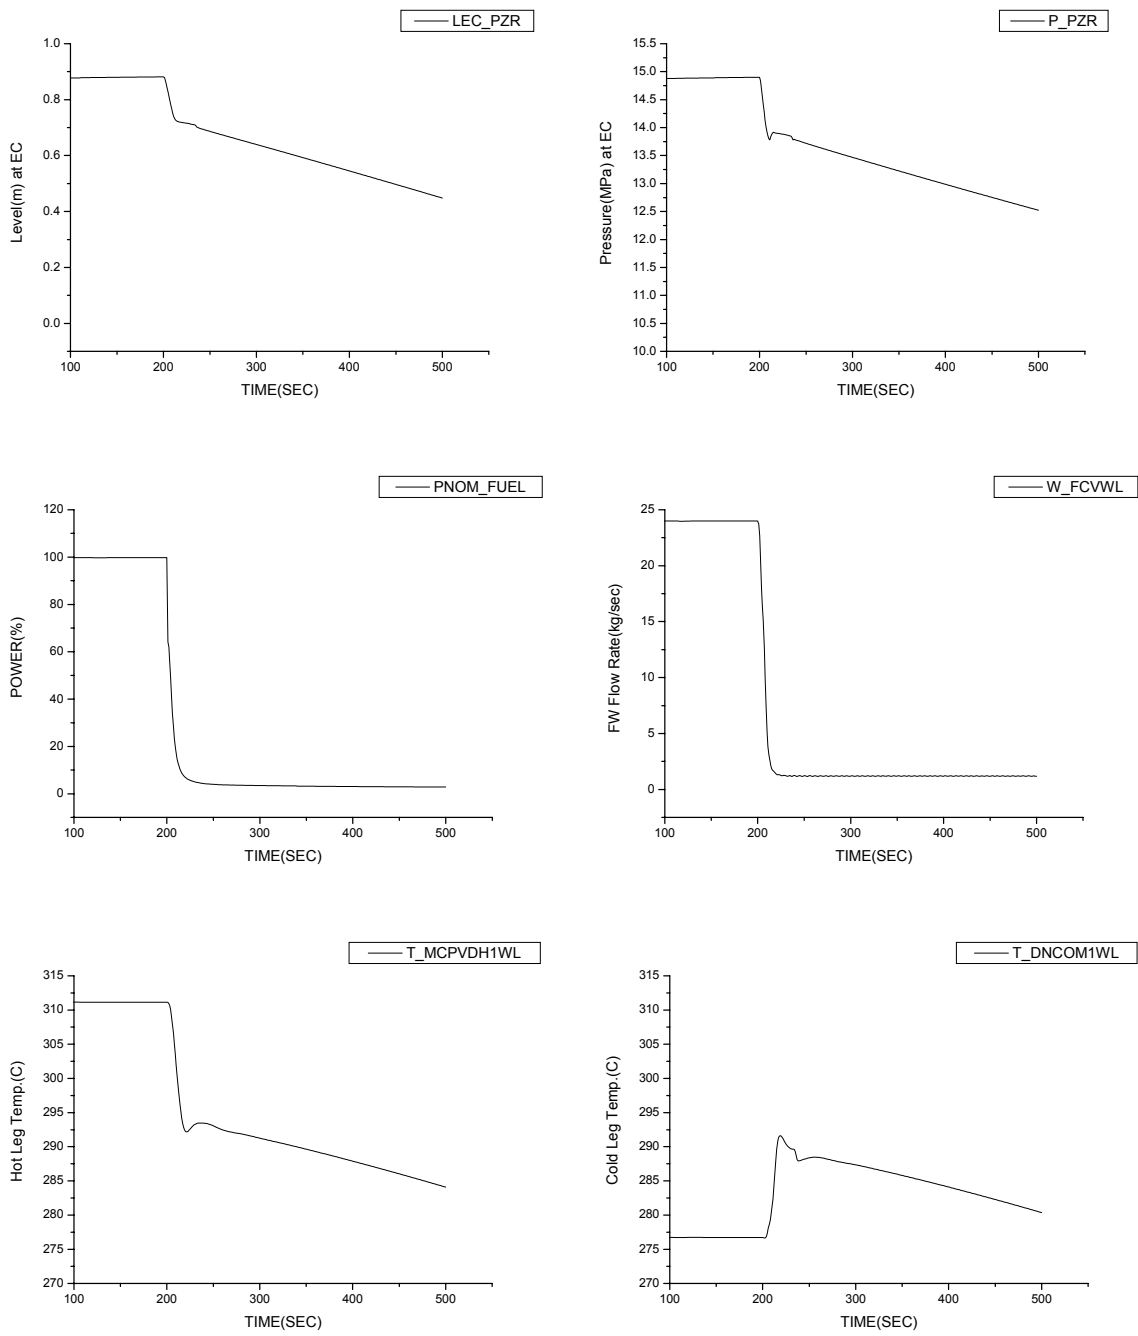 LEC_PZR
1.0
0.8
0.6
0.4
0.2
0.0
Level(m) at EC
100 200 300 400 500
TIME(SEC)
P_PZR
15.5
15.0
14.5
14.0
13.5
13.0
12.5
12.0
11.5
11.0
10.5
10.0
Pressure(MPa) at EC
100 200 300 400 500
TIME(SEC)
PNOM_FUEL
120
100
80
60
40
20
0
POWER(%)
100 200 300 400 500
TIME(SEC)
W_FCVWL
25
20
15
10
5
0
FW Flow Rate(kg/sec)
100 200 300 400 500
TIME(SEC)
T_MCPVDH1WL
315
310
305
300
295
290
285
280
275
270
Hot Leg Temp.(C)
100 200 300 400 500
TIME(SEC)
T_DNCOM1WL
315
310
305
300
295
290
285
280
275
270
Cold Leg Temp.(C)
100 200 300 400 500
TIME(SEC)